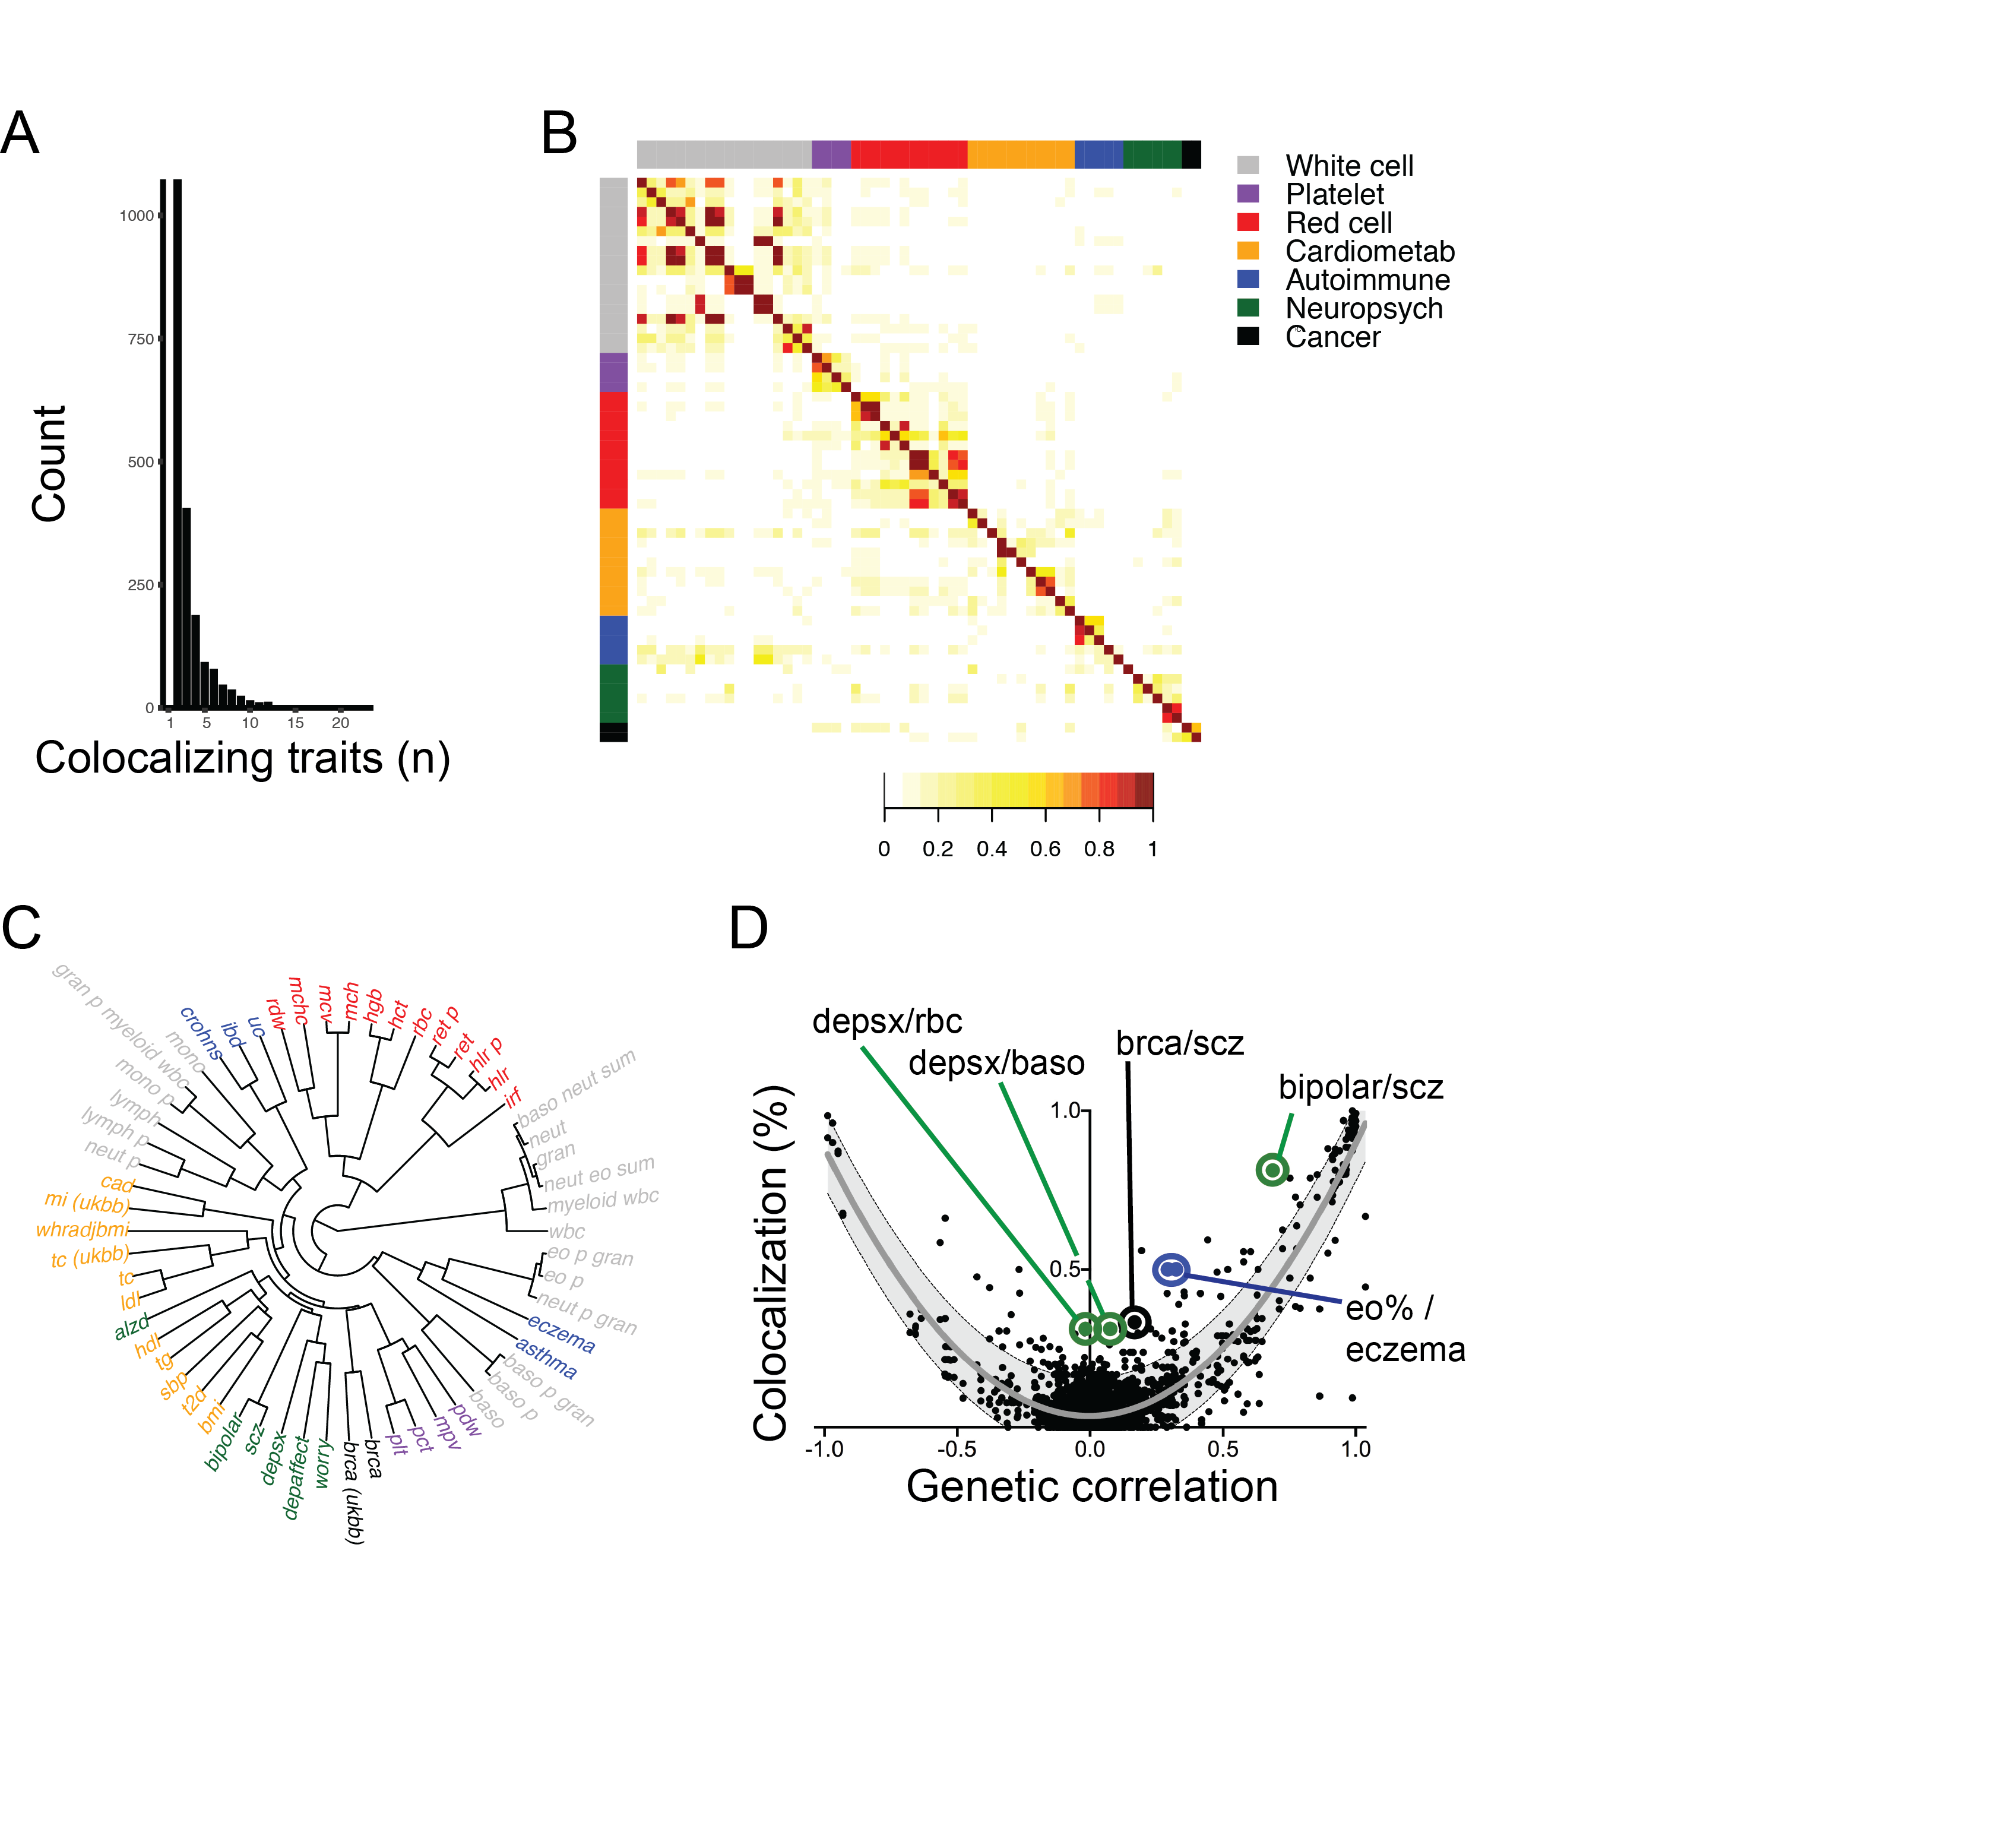 A
1000
750
500
250
0
1
5
10
15
20
Count
Colocalizing traits (n)
B
White cell
Platelet
Red cell
Cardiometab
Autoimmune
Neuropsych
Cancer
0
0.2
0.4
0.6
0.8
1
C
gran p myeloid wbc
mono
mono p
lymph
lymph p
neut p
crohns
ibd
uc
rdw
mchc
mcv
mch
hgb
hct
rbc
ret p
ret
hlr p
hlr
irf
baso neut sum
neut
gran
neut eo sum
myeloid wbc
wbc
eo p gran
eo p
neut p gran
eczema
asthma
baso p gran
baso p
baso
pdw
mpv
pct
plt
brca
brca (ukbb)
worry
depaffect
depsx
scz
bipolar
bmi
t2d
sbp
tg
hdl
alzd
ldl
tc
tc (ukbb)
whradjbmi
mi (ukbb)
cad
D
depsx/rbc
depsx/baso
brca/scz
bipolar/scz
eo% /
eczema
1.0
0.5
-1.0
-0.5
0.0
0.5
1.0
Colocalization (%)
Genetic correlation